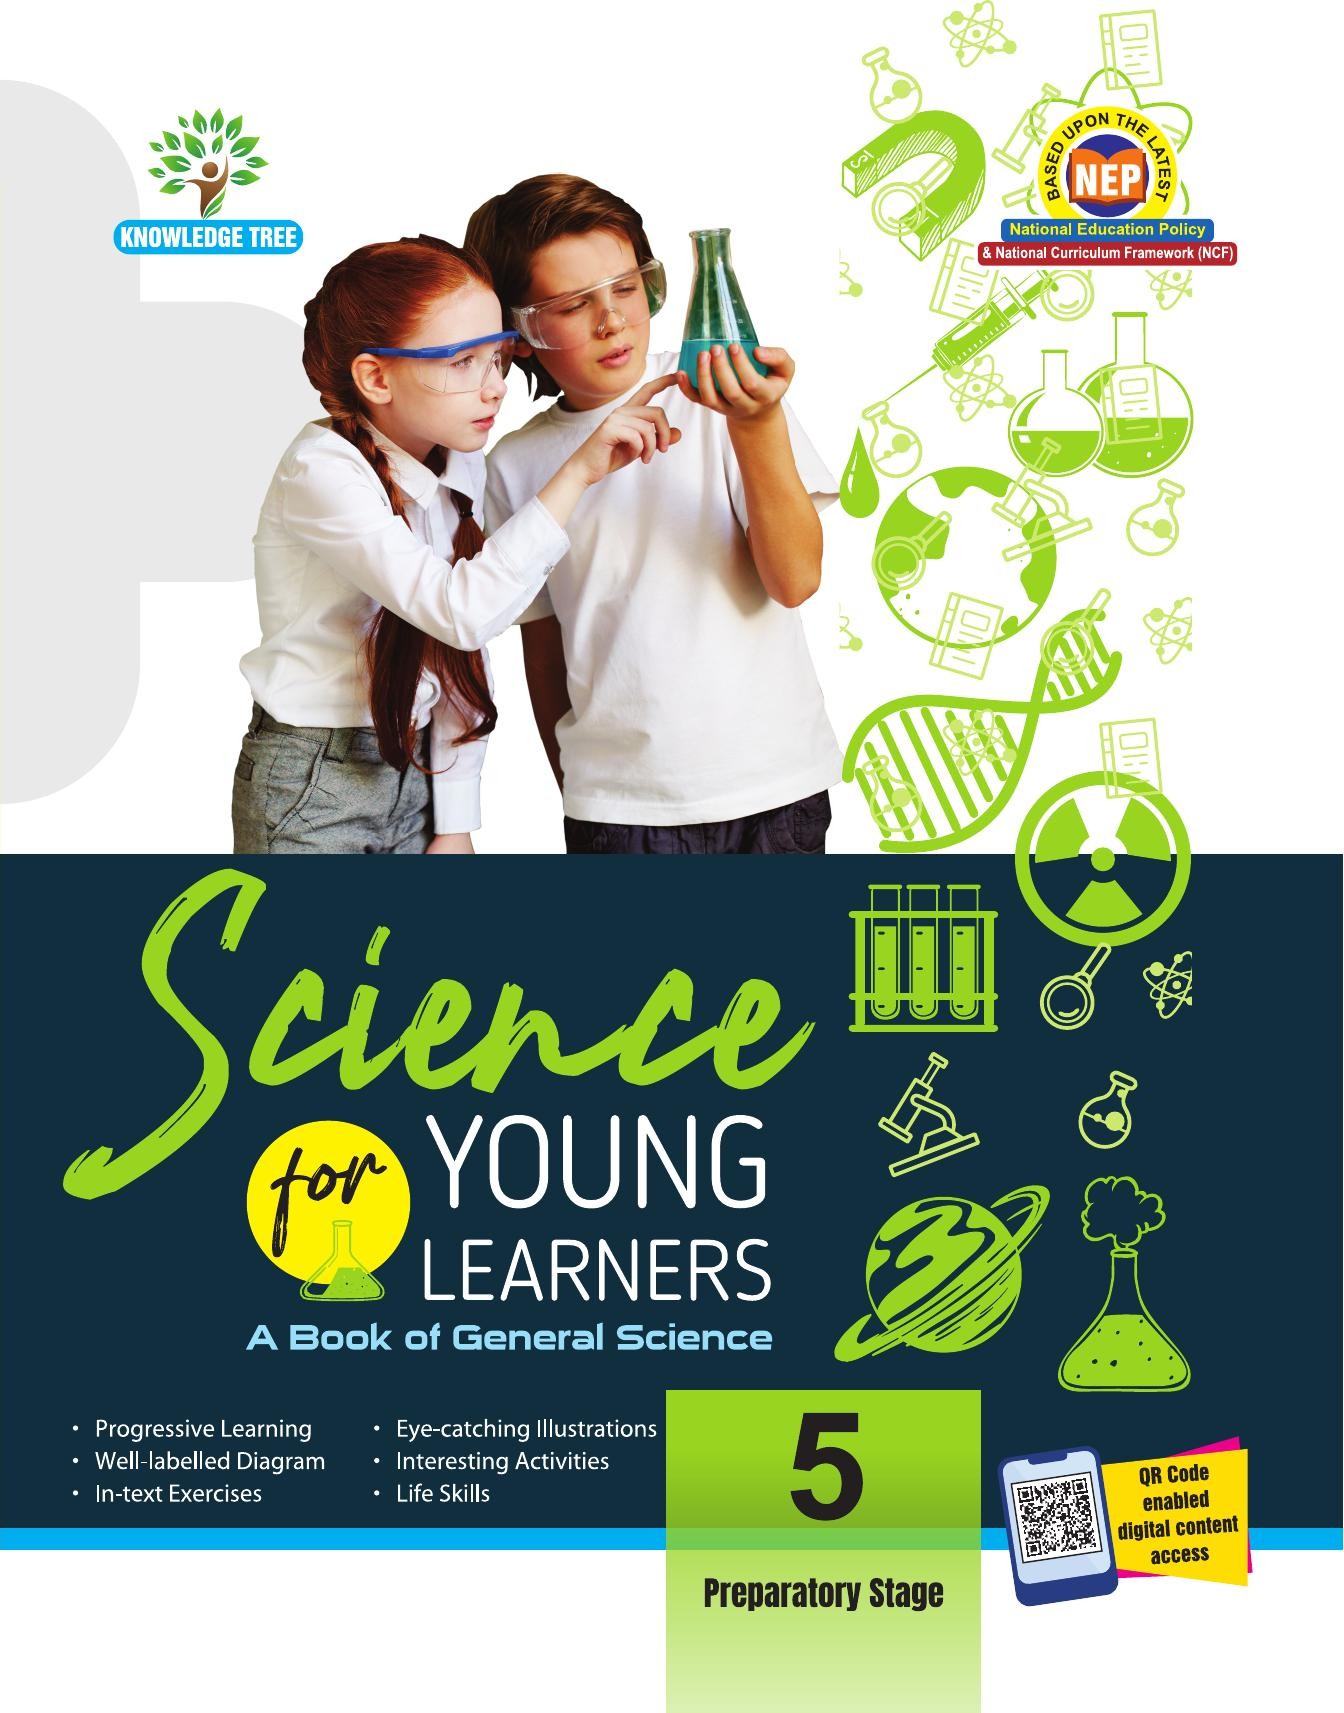 KNOWLEDGE TREE
BASED UPON THE LATEST
NEP
National Education Policy
& National Curriculum Framework (NCF)
Science
for
YOUNG
LEARNERS
A Book of General Science
• Progressive Learning
• Well-labelled Diagram
• In-text Exercises
• Eye-catching Illustrations
• Interesting Activities
• Life Skills
5
Preparatory Stage
QR Code
enabled
digital content
access